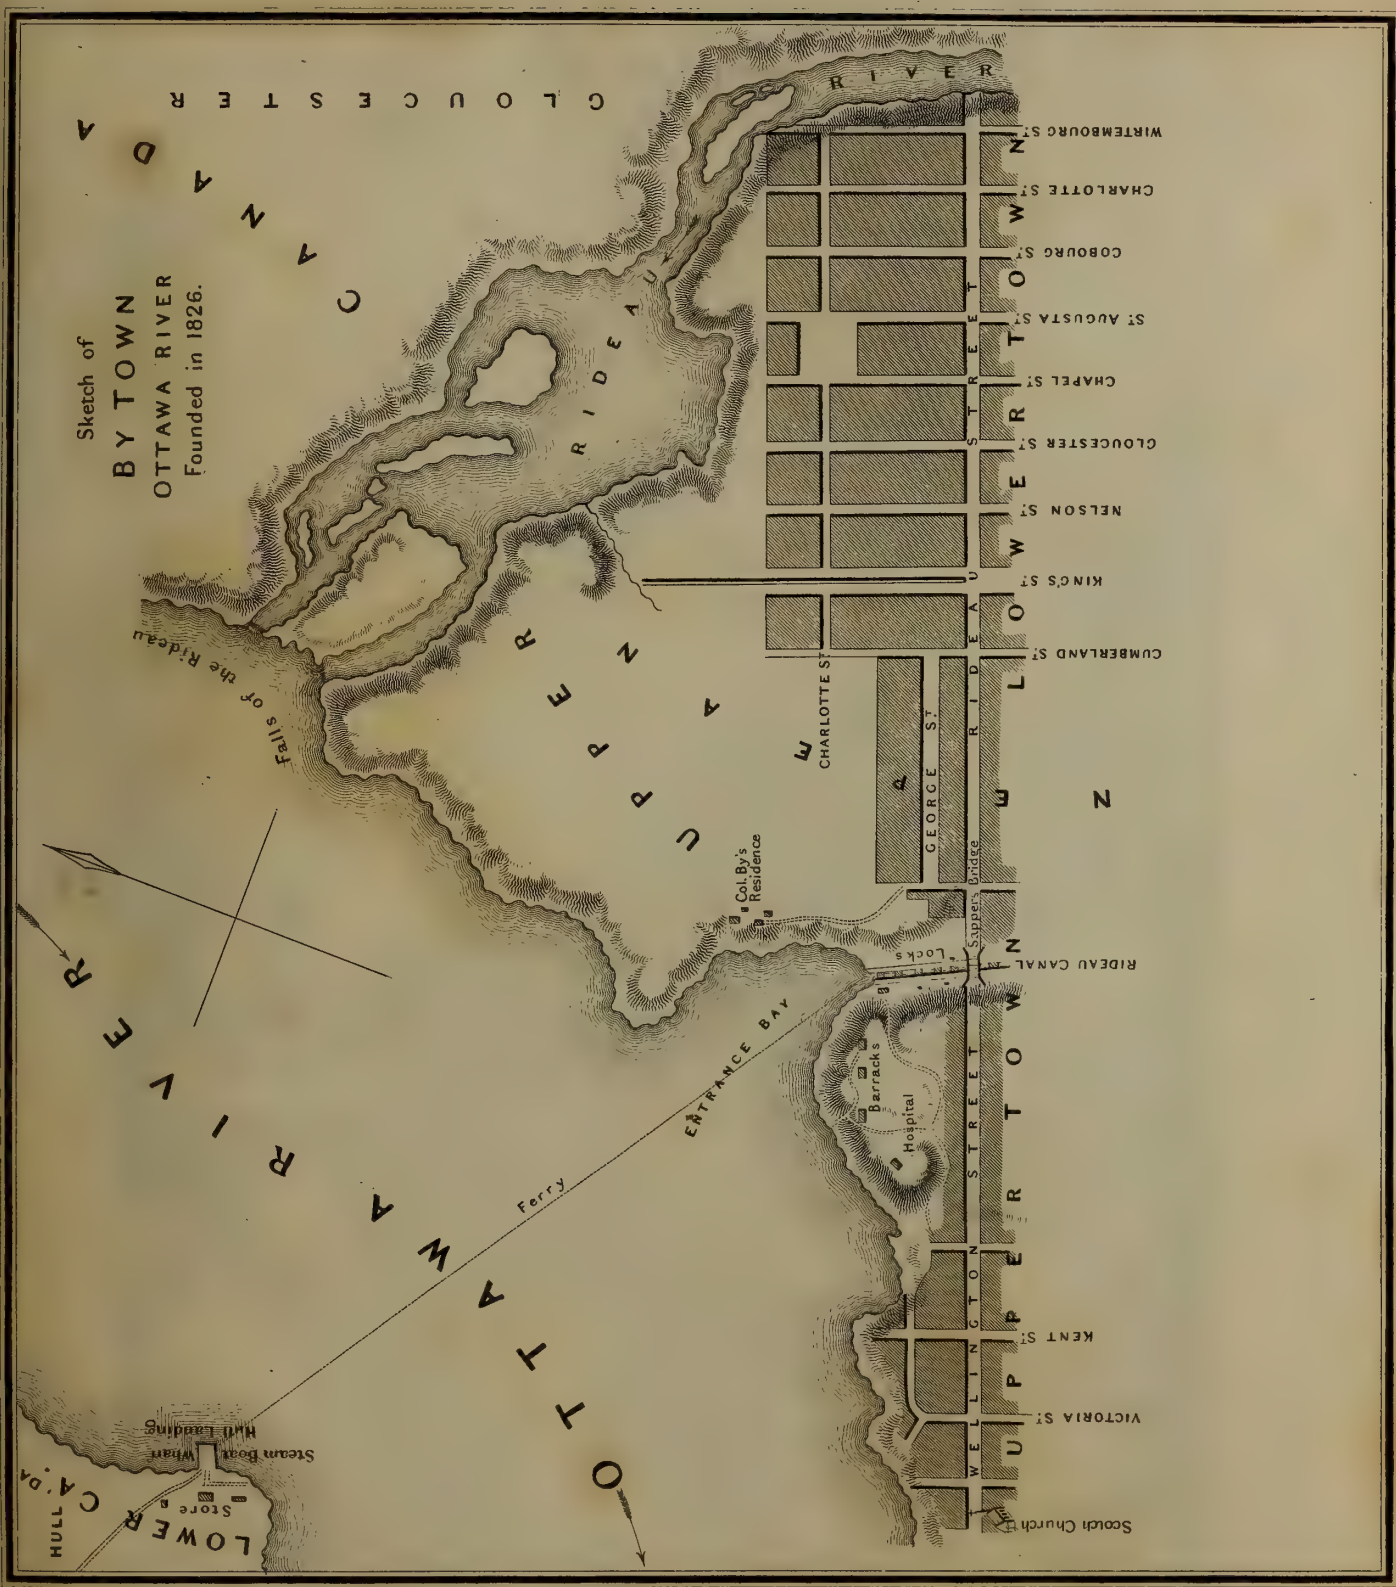 Sketch of
BY TOWN
OTTAWA RIVER
Founded in 1826.
GLOUCESTER
UPPER CANADA
RIDEAU RIVER
Falls of the Rideau
OTTAWA RIVER
NEPEAN
LOWER TOWN
UPPER TOWN
WIRTEMBOURG ST
CHARLOTTE ST
COBOURG ST
ST AUGUSTA ST
CHAPEL ST
GLOUCESTER ST
NELSON ST
KING'S ST
CUMBERLAND ST
RIDEAU CANAL
KENT ST
VICTORIA ST
Scotch Church
RIDEAU STREET
CHARLOTTE ST
GEORGE ST
Sappers Bridge
WELLINGTON STREET
Col. By's
Residence
Locks
ENTRANCE BAY
Barracks
Hospital
Ferry
Steam Boat Wharf
Hull Landing
Store
LOWER CA'DA
HULL